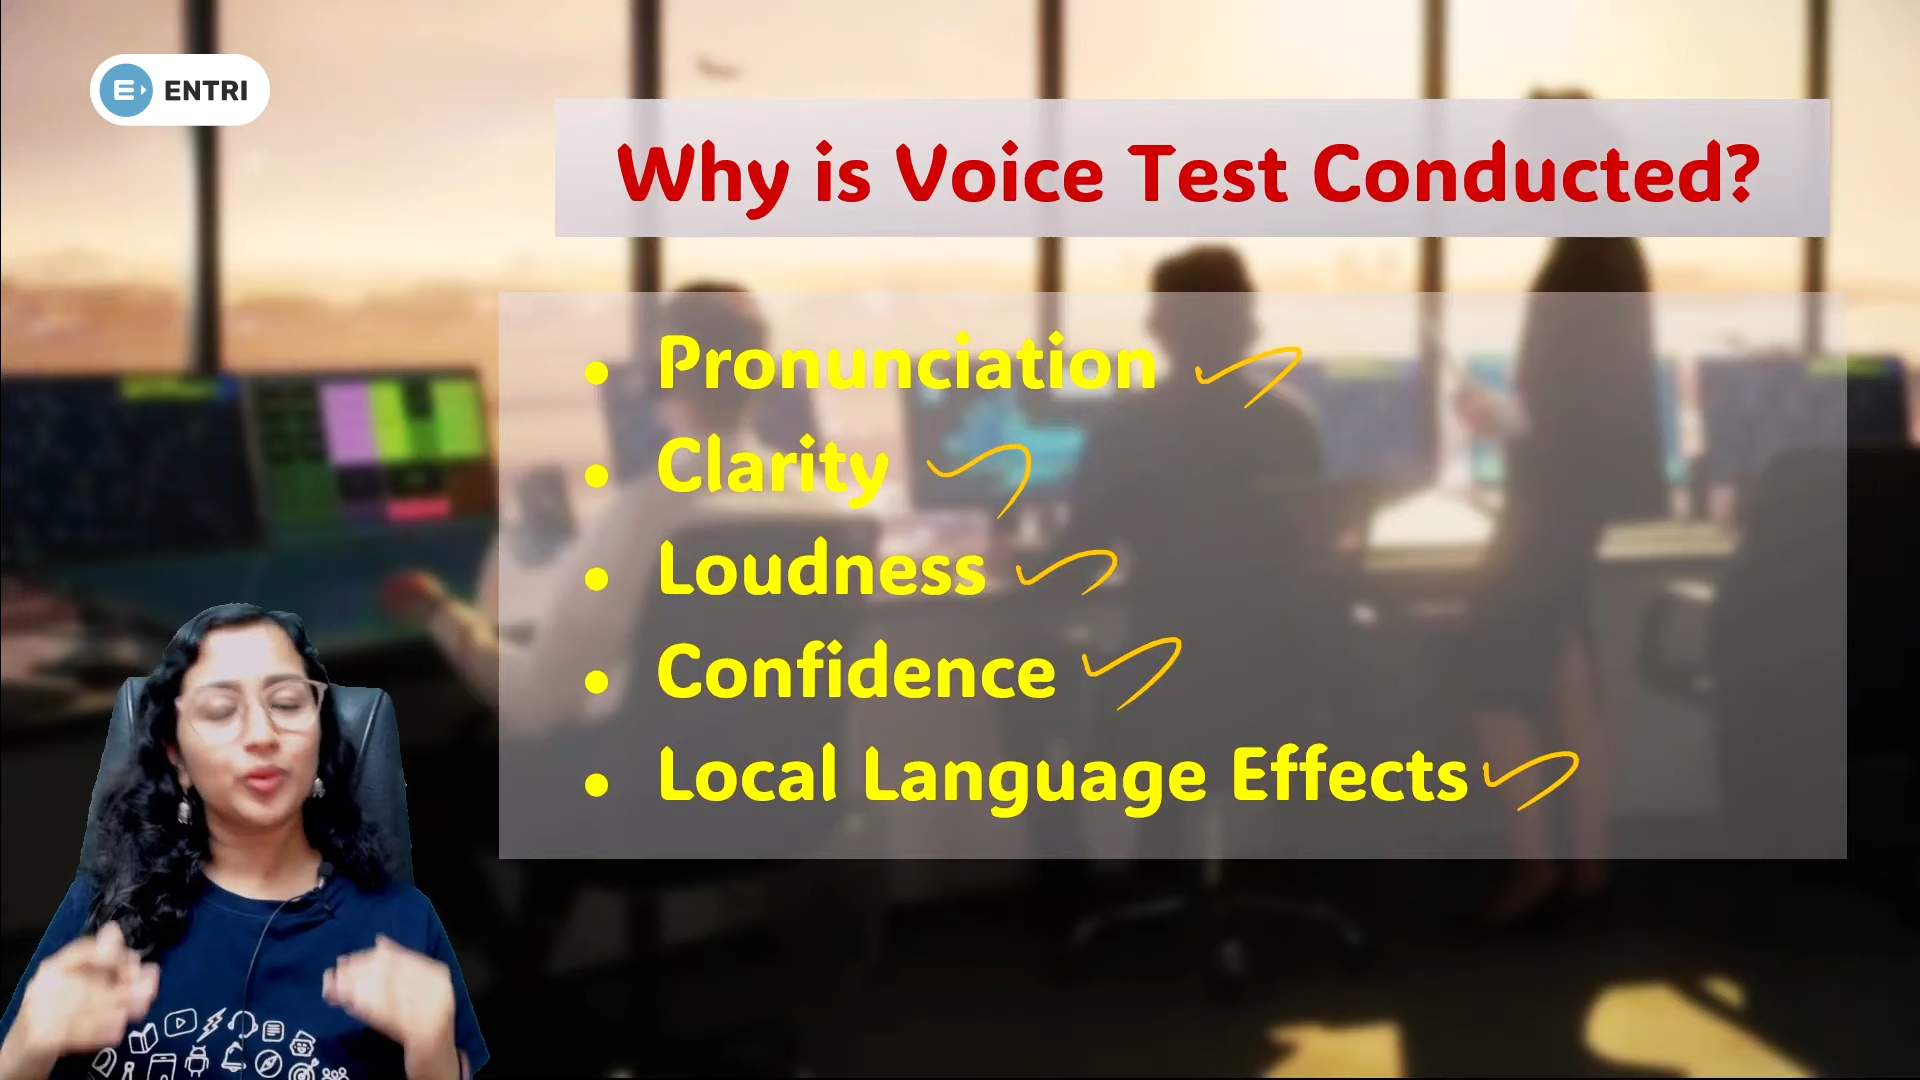 ENTRI
Why is Voice Test Conducted?
• Pronunciation
• Clarity
• Loudness
• Confidence
• Local Language Effects